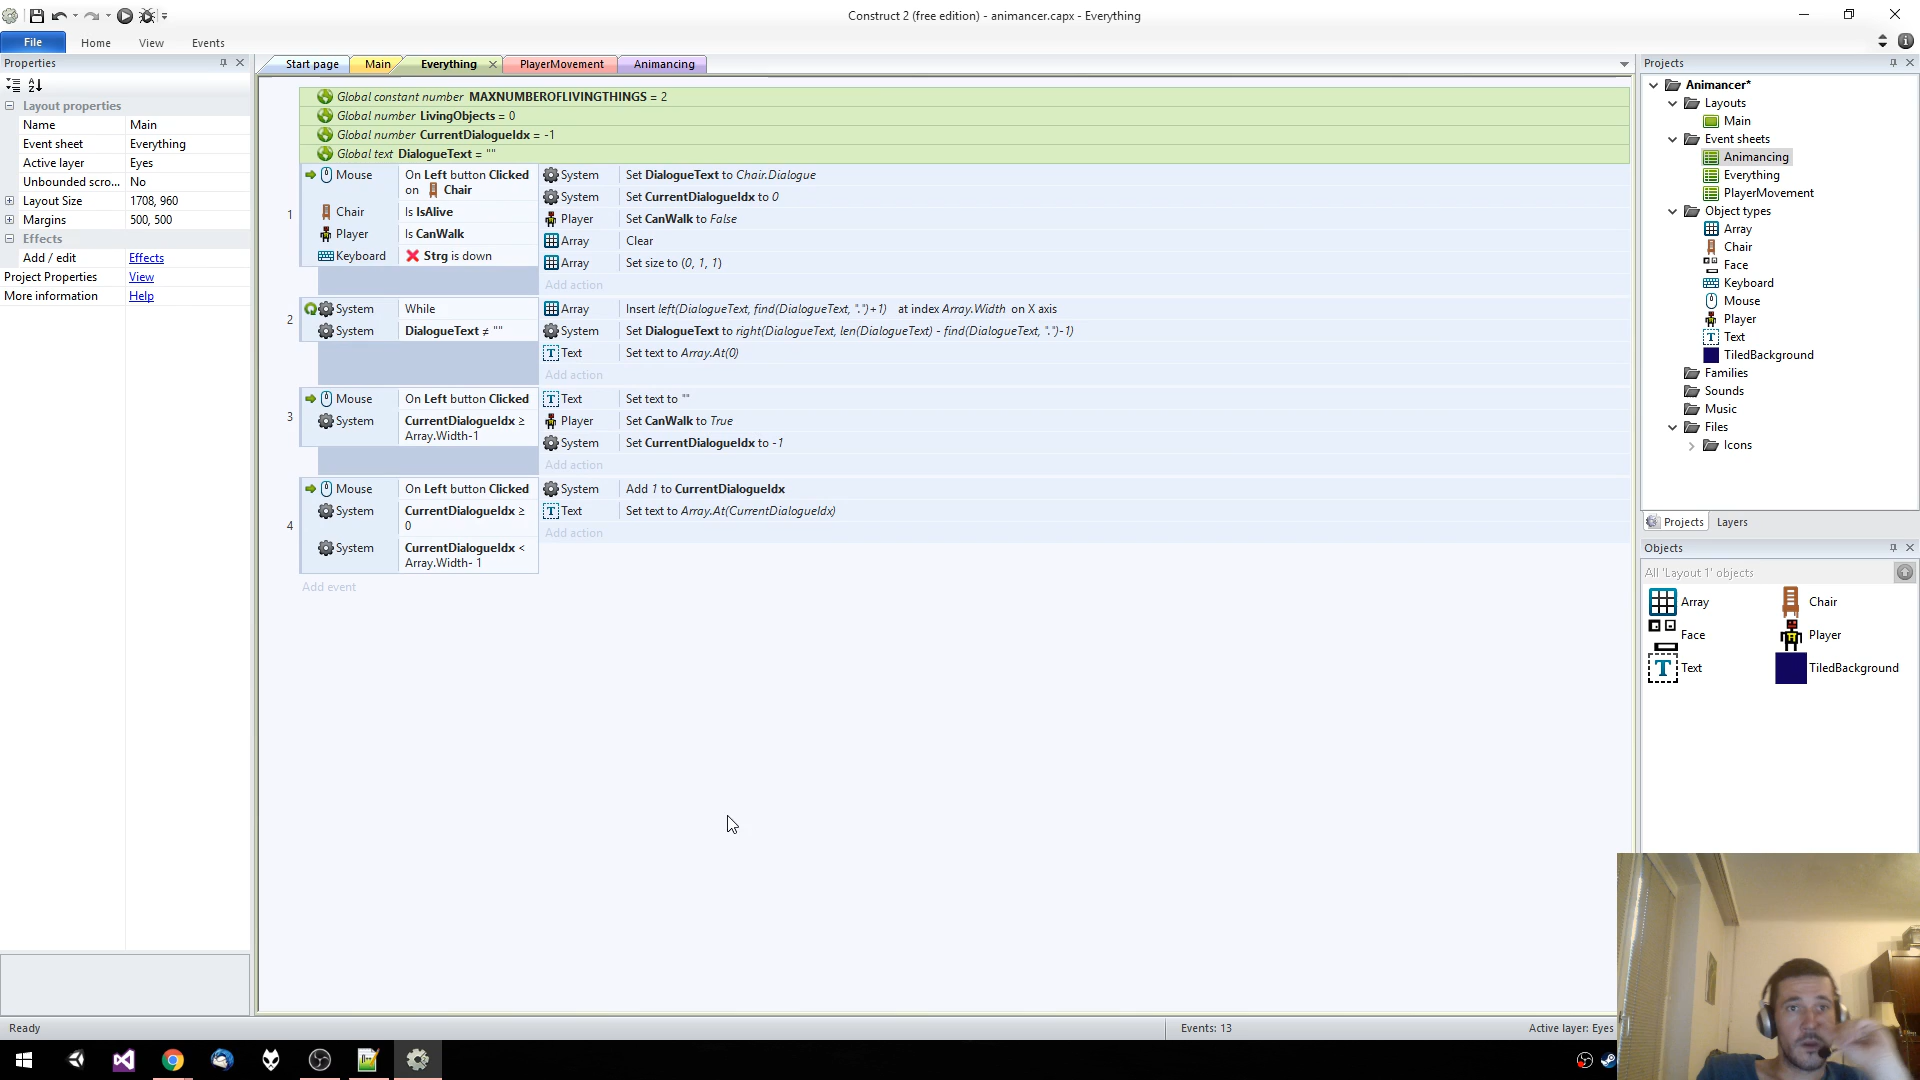 Construct 2 (free edition) - animancer.capx - Everything
File Home View Events
Properties
Start page Main Everything PlayerMovement Animancing
Projects
Layout properties
Name Main
Event sheet Everything
Active layer Eyes
Unbounded scro... No
Layout Size 1708, 960
Margins 500, 500
Effects
Add / edit Effects
Project Properties View
More information Help
Global constant number MAXNUMBEROFLIVINGTHINGS = 2
Global number LivingObjects = 0
Global number CurrentDialogueIdx = -1
Global text DialogueText = ""
1
Mouse On Left button Clicked on Chair
Chair Is IsAlive
Player Is CanWalk
Keyboard Strg is down
System Set DialogueText to Chair.Dialogue
System Set CurrentDialogueIdx to 0
Player Set CanWalk to False
Array Clear
Array Set size to (0, 1, 1)
Add action
2
System While
System DialogueText ≠ ""
Array Insert left(DialogueText, find(DialogueText, ".")+1) at index Array.Width on X axis
System Set DialogueText to right(DialogueText, len(DialogueText) - find(DialogueText, ".")-1)
Text Set text to Array.At(0)
Add action
3
Mouse On Left button Clicked
System CurrentDialogueIdx ≥ Array.Width-1
Text Set text to ""
Player Set CanWalk to True
System Set CurrentDialogueIdx to -1
Add action
4
Mouse On Left button Clicked
System CurrentDialogueIdx ≥ 0
System CurrentDialogueIdx < Array.Width- 1
System Add 1 to CurrentDialogueIdx
Text Set text to Array.At(CurrentDialogueIdx)
Add action
Add event
Animancer*
Layouts
Main
Event sheets
Animancing
Everything
PlayerMovement
Object types
Array
Chair
Face
Keyboard
Mouse
Player
Text
TiledBackground
Families
Sounds
Music
Files
Icons
Projects Layers
Objects
All 'Layout 1' objects
Array Chair
Face Player
Text TiledBackground
Ready
Events: 13
Active layer: Eyes